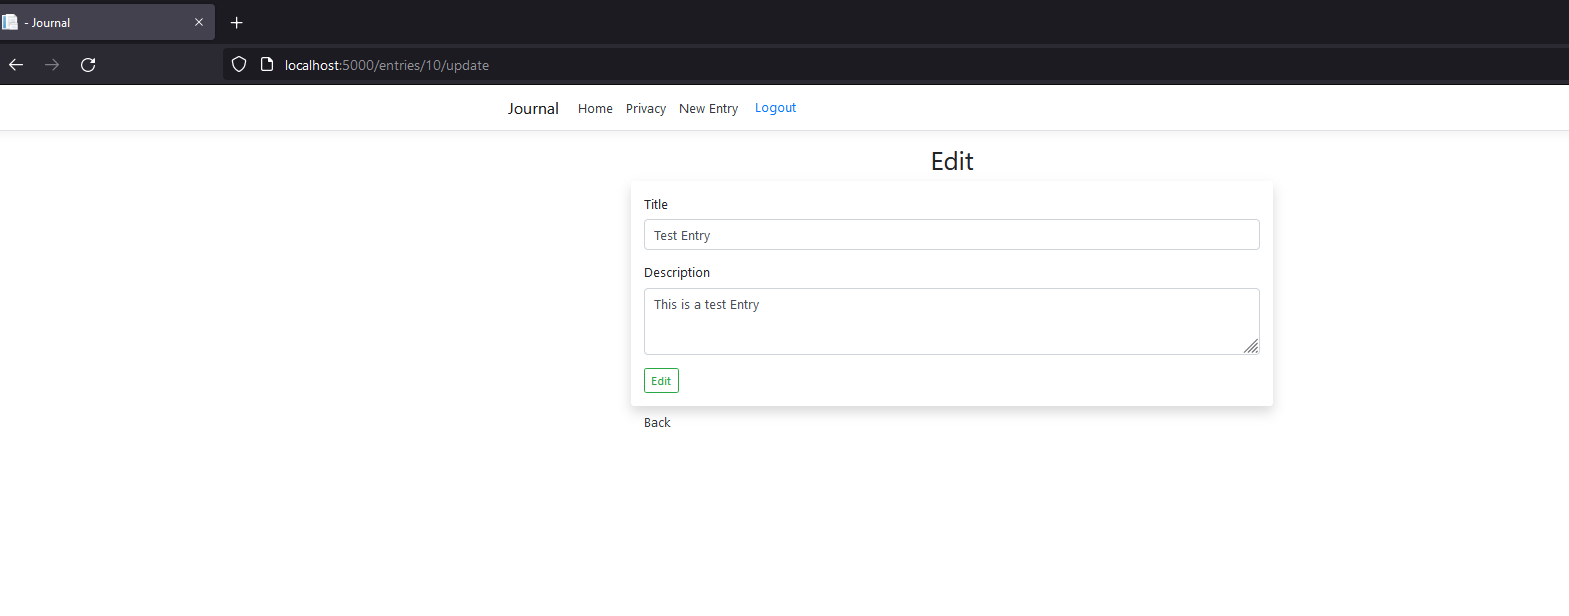 - Journal
localhost:5000/entries/10/update
Journal Home Privacy New Entry Logout
Edit
Title
Test Entry
Description
This is a test Entry
Edit
Back